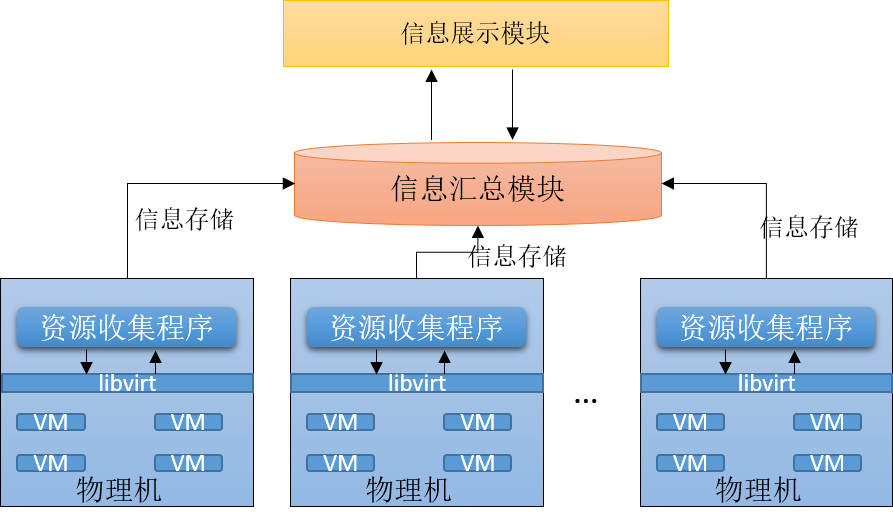 信息展示模块
信息汇总模块
信息存储
信息存储
信息存储
资源收集程序
libvirt
VM
VM
VM
VM
物理机
资源收集程序
libvirt
VM
VM
VM
VM
物理机
...
资源收集程序
libvirt
VM
VM
VM
VM
物理机